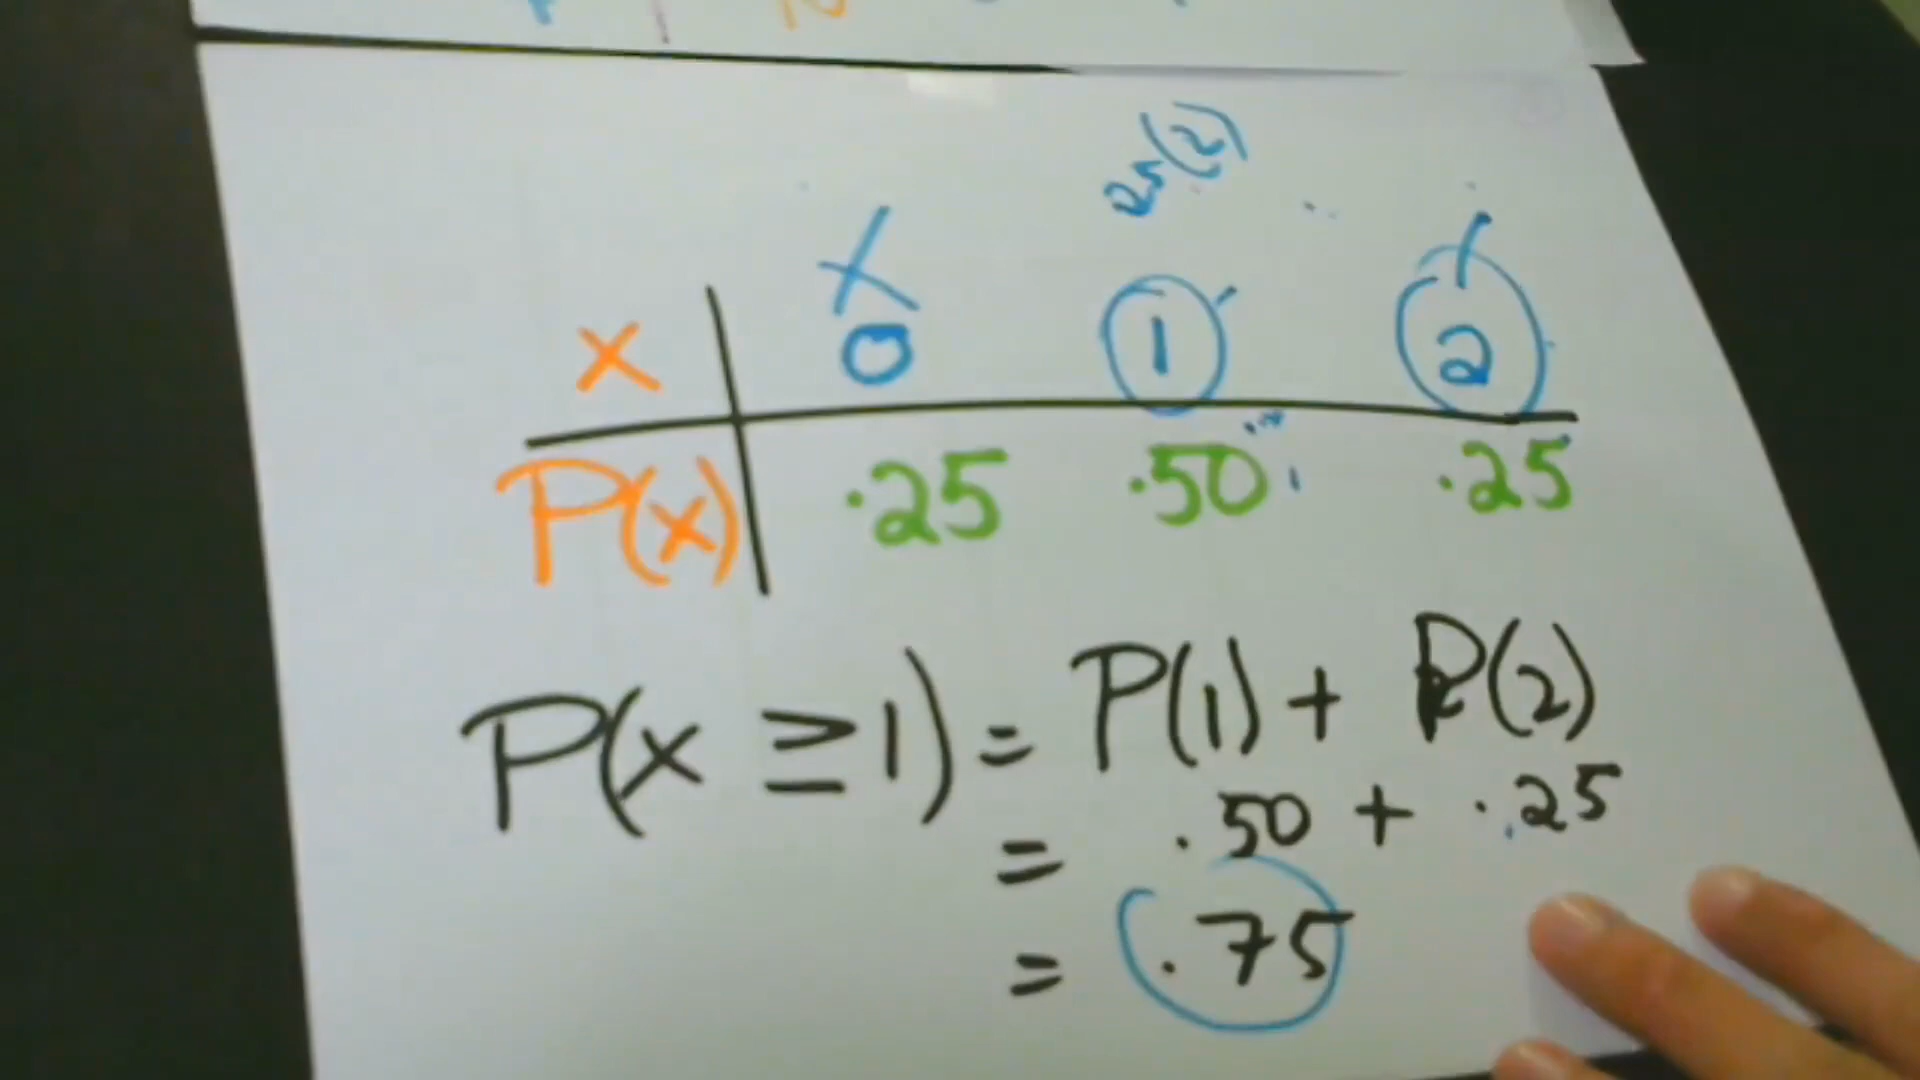 .25(2)
x 0 1 2
P(x) .25 .50 .25
P(x ≥ 1) = P(1) + P(2)
= .50 + .25
= .75